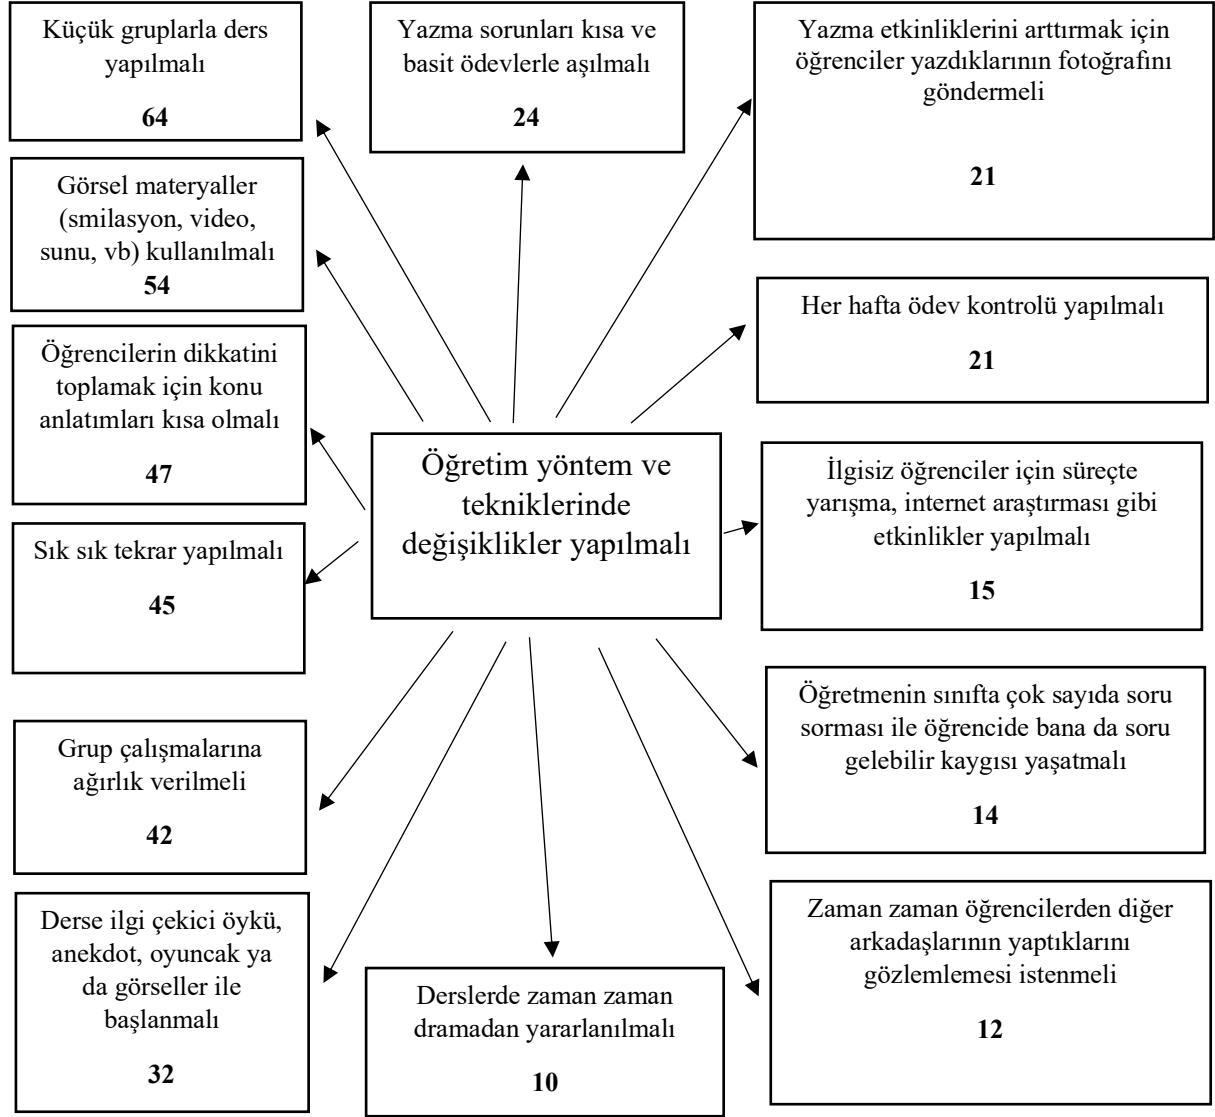 Küçük gruplarla ders
yapılmalı
64
Yazma sorunları kısa ve
basit ödevlerle aşılmalı
24
Yazma etkinliklerini arttırmak için
öğrenciler yazdıklarının fotoğrafını
göndermeli
21
Görsel materyaller
(smilasyon, video,
sunu, vb) kullanılmalı
54
Her hafta ödev kontrolü yapılmalı
21
Öğrencilerin dikkatini
toplamak için konu
anlatımları kısa olmalı
47
Öğretim yöntem ve
tekniklerinde
değişiklikler yapılmalı
İlgisiz öğrenciler için süreçte
yarışma, internet araştırması gibi
etkinlikler yapılmalı
15
Sık sık tekrar yapılmalı
45
Öğretmenin sınıfta çok sayıda soru
sorması ile öğrencide bana da soru
gelebilir kaygısı yaşatmalı
14
Grup çalışmalarına
ağırlık verilmeli
42
Derse ilgi çekici öykü,
anekdot, oyuncak ya
da görseller ile
başlanmalı
32
Derslerde zaman zaman
dramadan yararlanılmalı
10
Zaman zaman öğrencilerden diğer
arkadaşlarının yaptıklarını
gözlemlemesi istenmeli
12